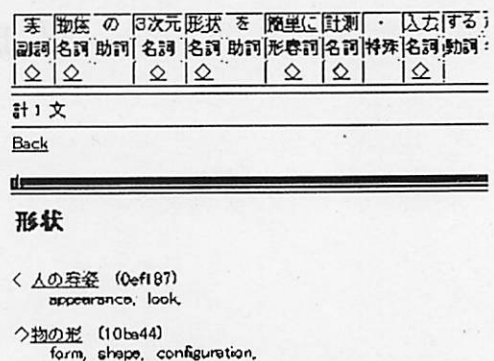 実 物体 の 3次元 形状 を 簡単に 計測 ・ 入力 する
副詞 名詞 助詞 名詞 名詞 助詞 形容詞 名詞 特殊 名詞 動詞
◇ ◇ ◇ ◇ ◇ ◇ ◇
計1文
Back
形状
< 人の容姿 (0ef187)
appearance, look,
◇物の形 (10ba44)
form, shape, configuration,